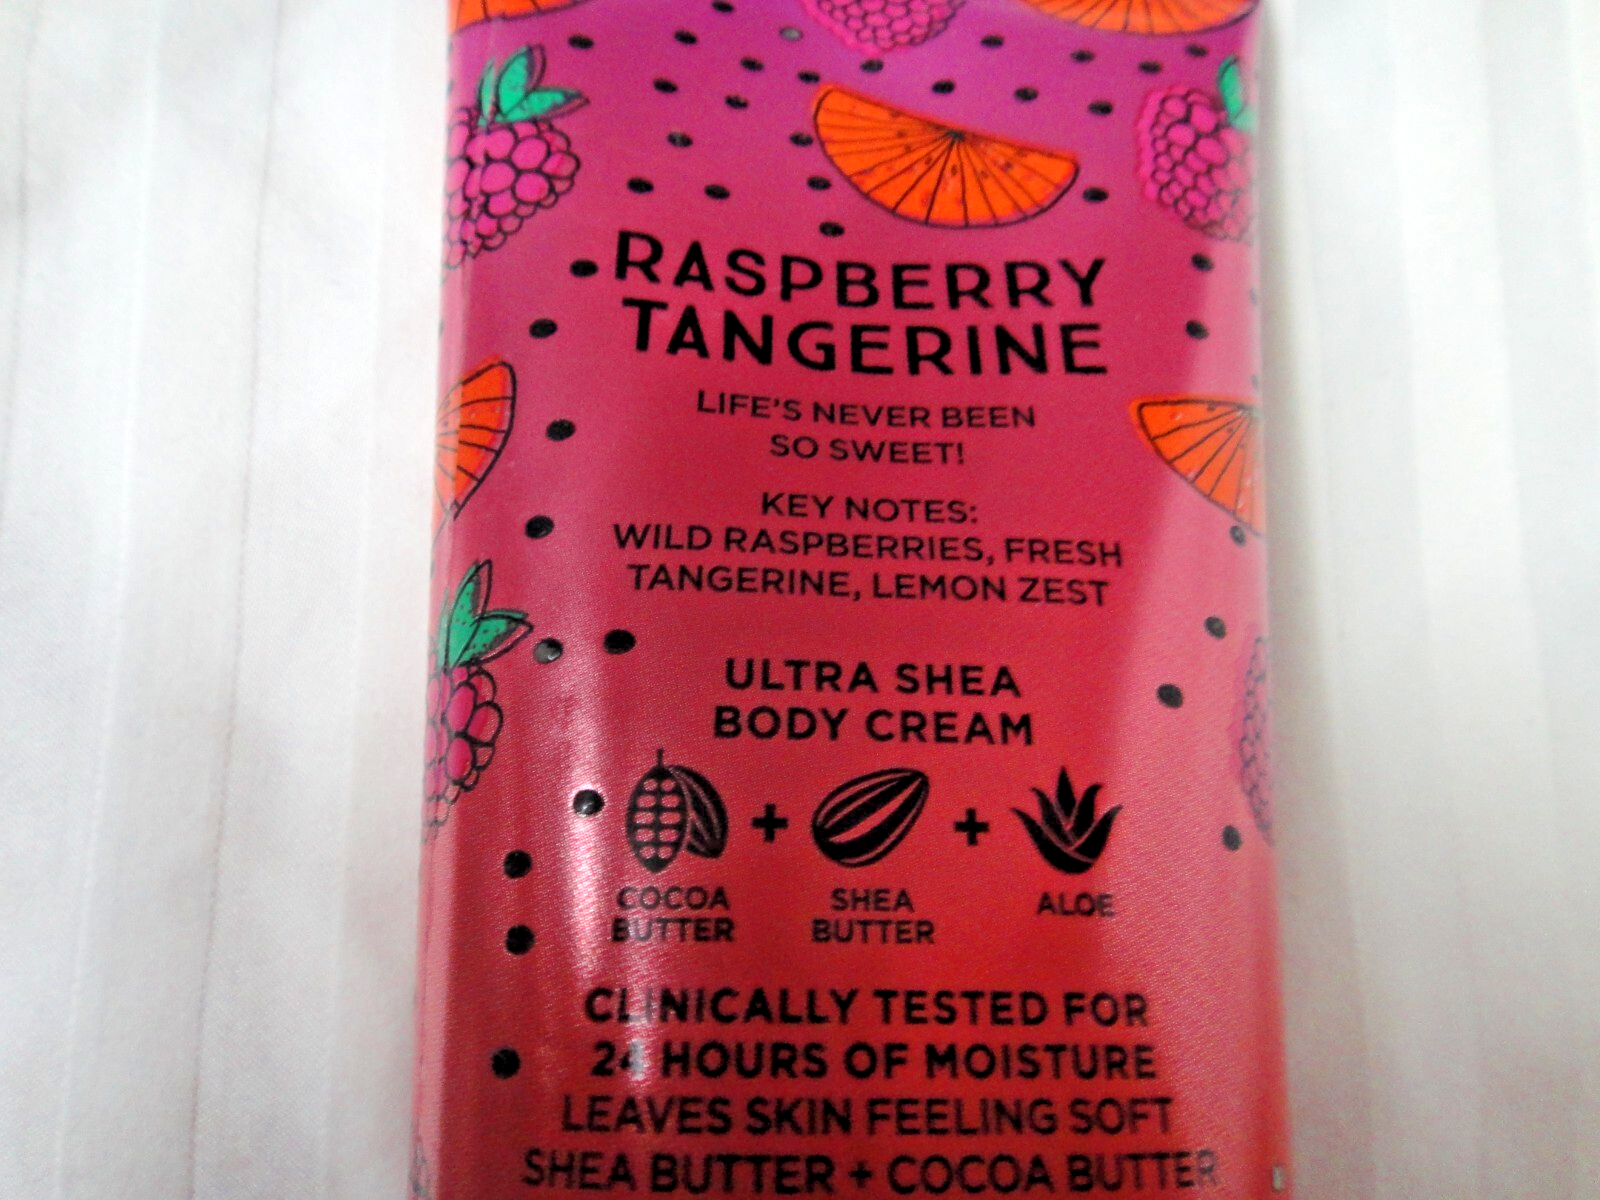 RASPBERRY
TANGERINE
LIFE'S NEVER BEEN
SO SWEET!
KEY NOTES:
WILD RASPBERRIES, FRESH
TANGERINE, LEMON ZEST
ULTRA SHEA
BODY CREAM
COCOA BUTTER + SHEA BUTTER + ALOE
CLINICALLY TESTED FOR
24 HOURS OF MOISTURE
LEAVES SKIN FEELING SOFT
SHEA BUTTER + COCOA BUTTER